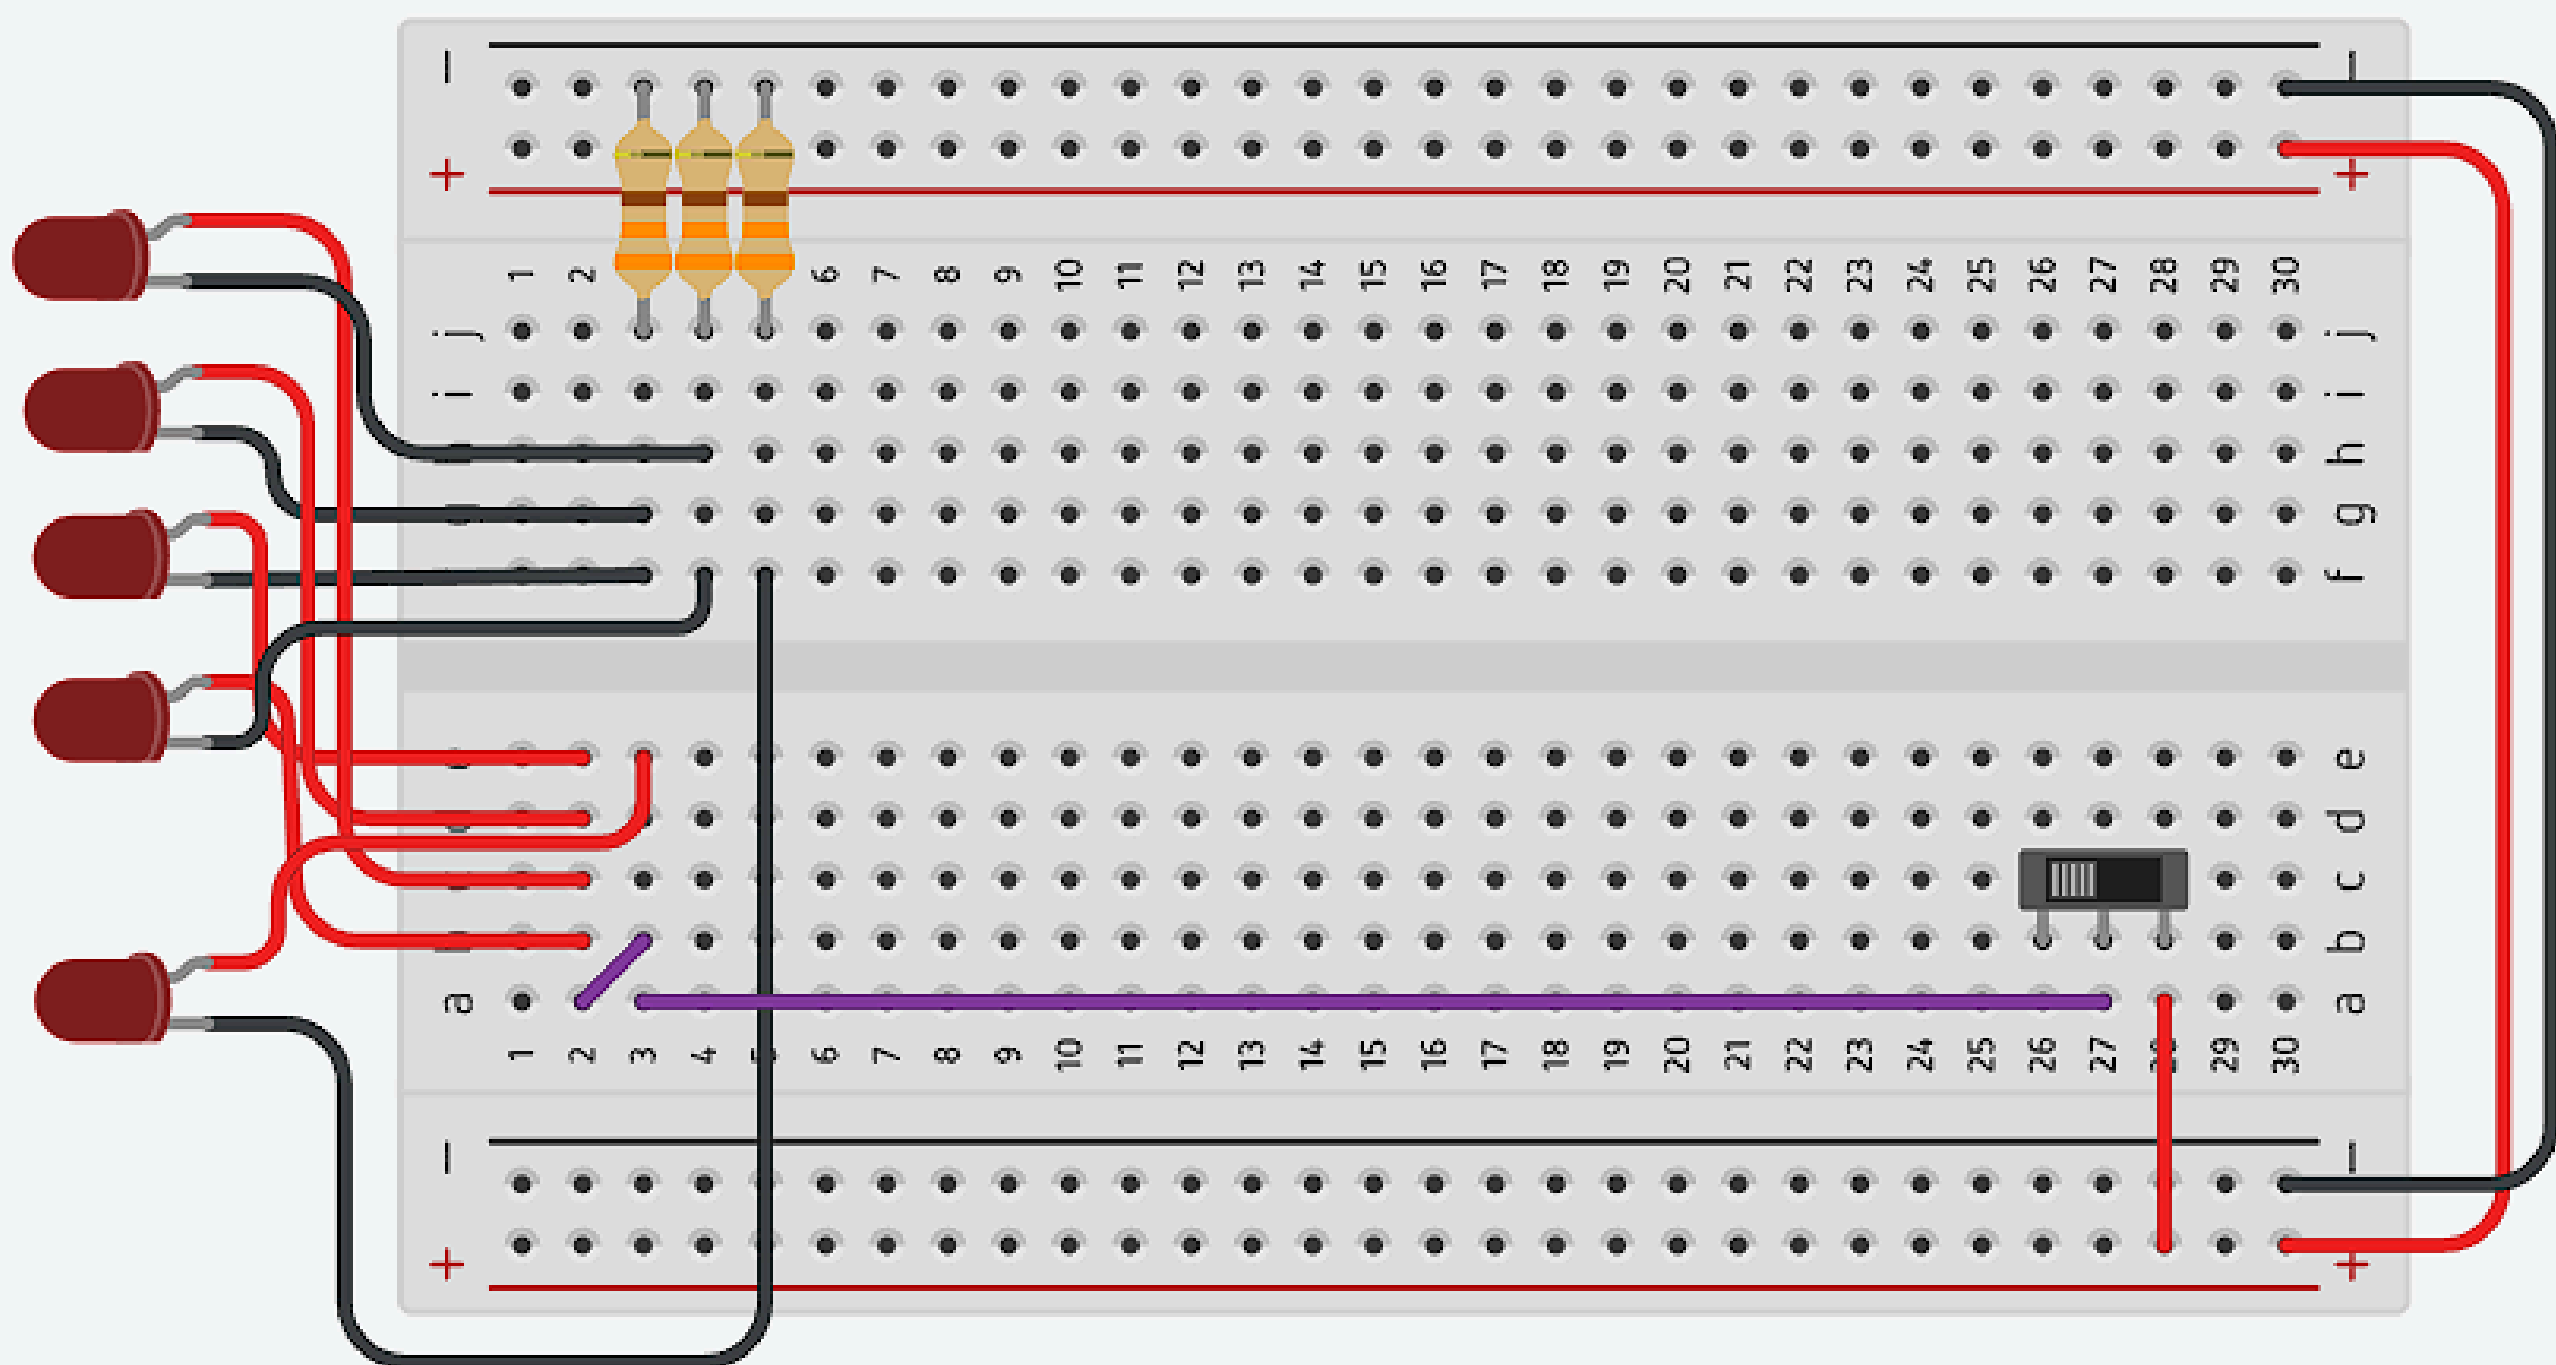 − −
+ +
1 2 6 7 8 9 10 11 12 13 14 15 16 17 18 19 20 21 22 23 24 25 26 27 28 29 30
j j
i i
h
g
f
e
d
c
b
a a
1 2 3 4 5 6 7 8 9 10 11 12 13 14 15 16 17 18 19 20 21 22 23 24 25 26 27 28 29 30
− −
+ +